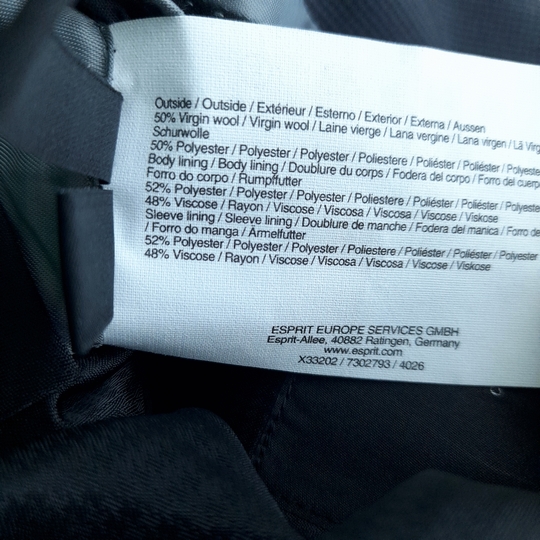 Outside / Outside / Extérieur / Esterno / Exterior / Externa / Aussen
50% Virgin wool / Virgin wool / Laine vierge / Lana vergine / Lana virgen / Lã Virg
Schurwolle
50% Polyester / Polyester / Polyester / Poliestere / Poliéster / Poliéster / Polyeste
Body lining / Body lining / Doublure du corps / Fodera del corpo / Forro del cuerp
Forro do corpo / Rumpffutter
52% Polyester / Polyester / Polyester / Poliestere / Poliéster / Poliéster / Polyeste
48% Viscose / Rayon / Viscose / Viscosa / Viscosa / Viscose / Viskose
Sleeve lining / Sleeve lining / Doublure de manche / Fodera del manica / Forro de
/ Forro do manga / Ärmelfutter
52% Polyester / Polyester / Polyester / Poliestere / Poliéster / Poliéster / Polyester
48% Viscose / Rayon / Viscose / Viscosa / Viscosa / Viscose / Viskose
ESPRIT EUROPE SERVICES GMBH
Esprit-Allee, 40882 Ratingen, Germany
www.esprit.com
X33202 / 7302793 / 4026